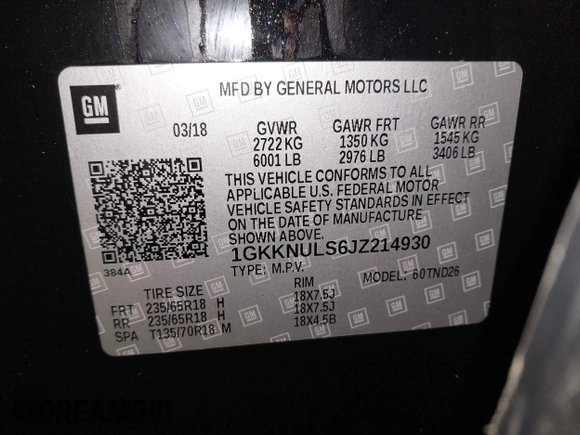 GM
MFD BY GENERAL MOTORS LLC
03/18 GVWR GAWR FRT GAWR RR
2722 KG 1350 KG 1545 KG
6001 LB 2976 LB 3406 LB
THIS VEHICLE CONFORMS TO ALL
APPLICABLE U.S. FEDERAL MOTOR
VEHICLE SAFETY STANDARDS IN EFFECT
ON THE DATE OF MANUFACTURE
SHOWN ABOVE.
384A
1GKKNULS6JZ214930
TYPE: M.P.V. MODEL: 60TND26
TIRE SIZE RIM
FRT 235/65R18 H 18X7.5J
RR 235/65R18 H 18X7.5J
SPA T135/70R18 M 18X4.5B
DREAMBID